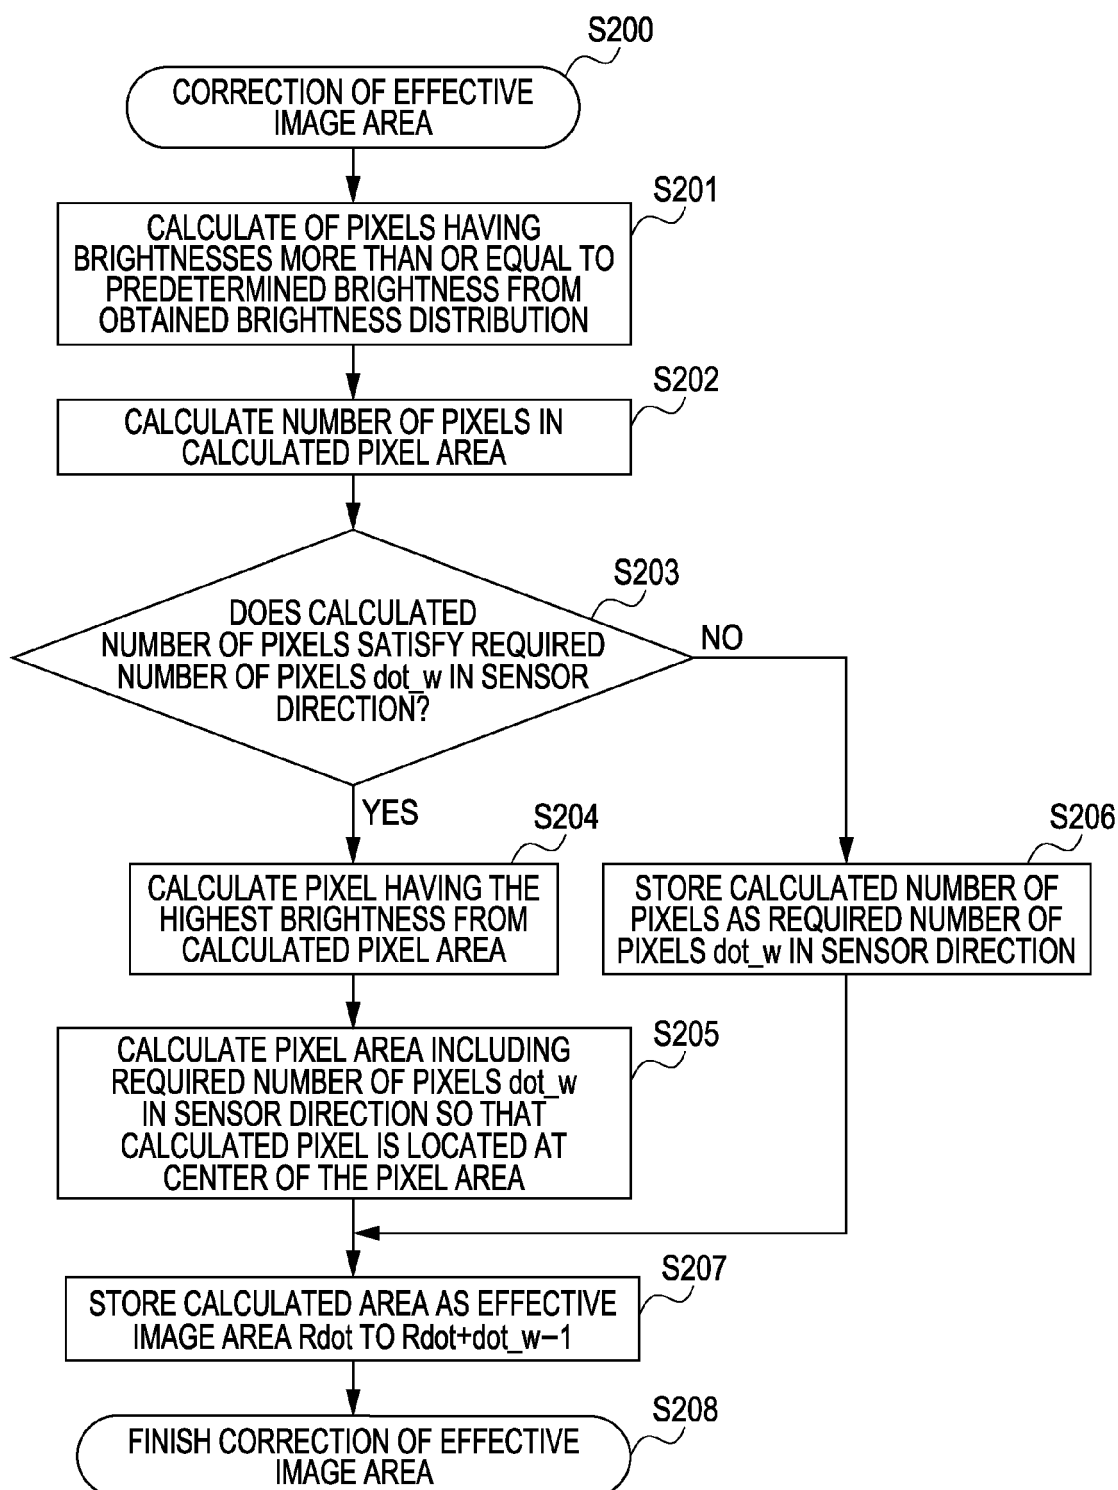 S200
CORRECTION OF EFFECTIVE
IMAGE AREA
S201
CALCULATE OF PIXELS HAVING
BRIGHTNESSES MORE THAN OR EQUAL TO
PREDETERMINED BRIGHTNESS FROM
OBTAINED BRIGHTNESS DISTRIBUTION
S202
CALCULATE NUMBER OF PIXELS IN
CALCULATED PIXEL AREA
S203
DOES CALCULATED
NUMBER OF PIXELS SATISFY REQUIRED
NUMBER OF PIXELS dot_w IN SENSOR
DIRECTION?
NO
YES
S204
CALCULATE PIXEL HAVING THE
HIGHEST BRIGHTNESS FROM
CALCULATED PIXEL AREA
S206
STORE CALCULATED NUMBER OF
PIXELS AS REQUIRED NUMBER OF
PIXELS dot_w IN SENSOR DIRECTION
S205
CALCULATE PIXEL AREA INCLUDING
REQUIRED NUMBER OF PIXELS dot_w
IN SENSOR DIRECTION SO THAT
CALCULATED PIXEL IS LOCATED AT
CENTER OF THE PIXEL AREA
S207
STORE CALCULATED AREA AS EFFECTIVE
IMAGE AREA Rdot TO Rdot+dot_w–1
S208
FINISH CORRECTION OF EFFECTIVE
IMAGE AREA